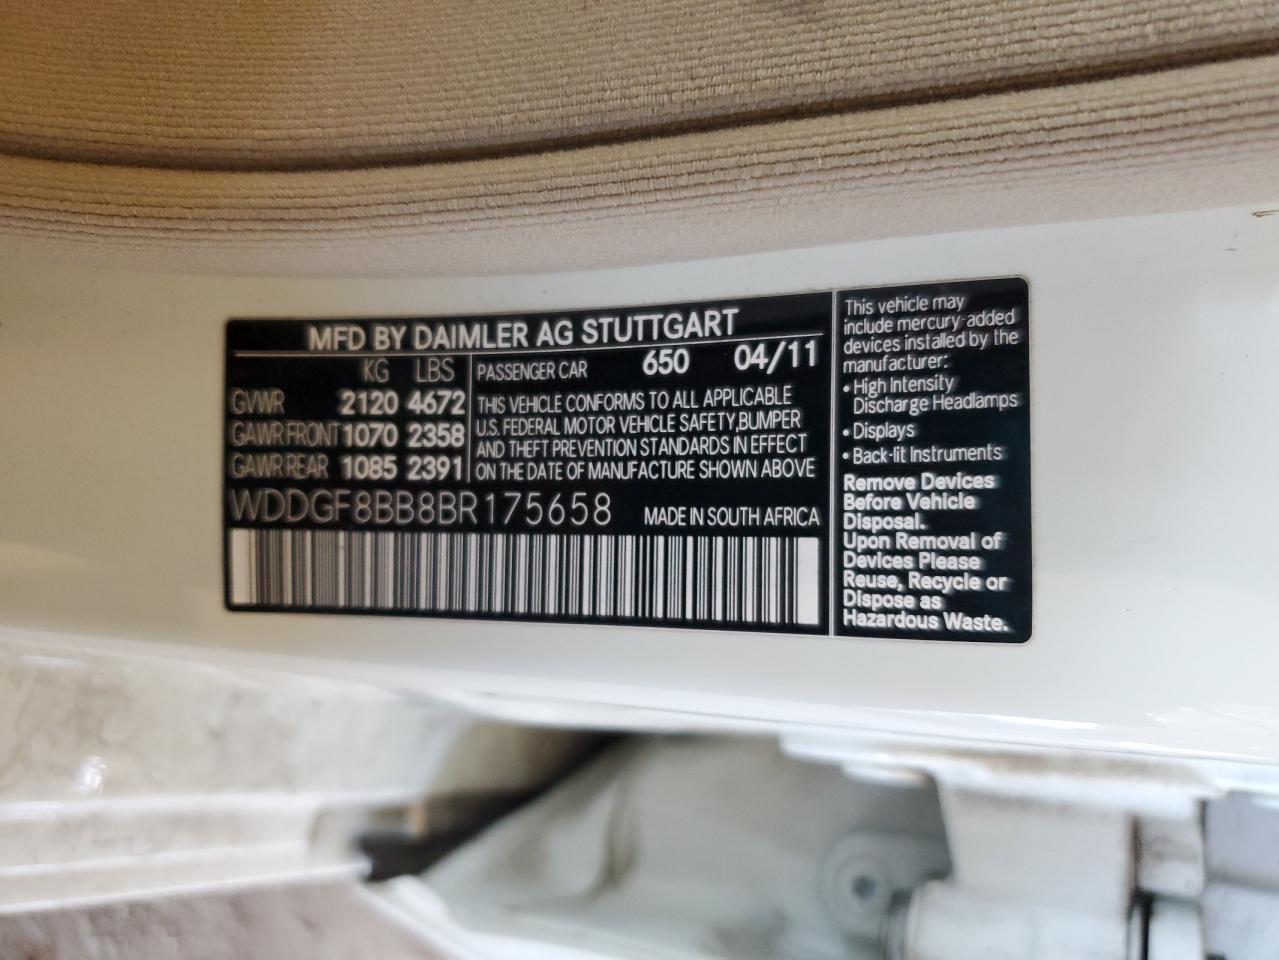 MFD BY DAIMLER AG STUTTGART
KG LBS
GVWR 2120 4672
GAWR FRONT 1070 2358
GAWR REAR 1085 2391
PASSENGER CAR 650 04/11
THIS VEHICLE CONFORMS TO ALL APPLICABLE
U.S. FEDERAL MOTOR VEHICLE SAFETY,BUMPER
AND THEFT PREVENTION STANDARDS IN EFFECT
ON THE DATE OF MANUFACTURE SHOWN ABOVE
WDDGF8BB8BR175658 MADE IN SOUTH AFRICA
This vehicle may
include mercury-added
devices installed by the
manufacturer:
• High Intensity
Discharge Headlamps
• Displays
• Back-lit Instruments
Remove Devices
Before Vehicle
Disposal.
Upon Removal of
Devices Please
Reuse, Recycle or
Dispose as
Hazardous Waste.